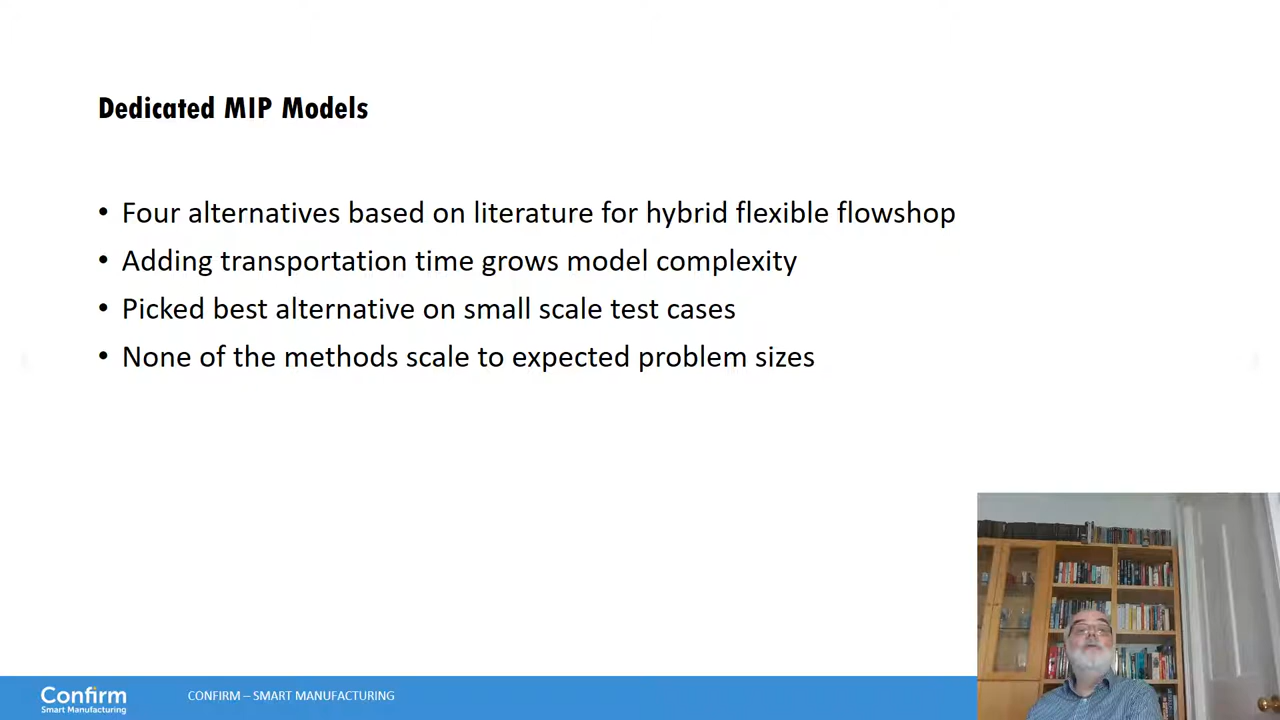 Dedicated MIP Models
• Four alternatives based on literature for hybrid flexible flowshop
• Adding transportation time grows model complexity
• Picked best alternative on small scale test cases
• None of the methods scale to expected problem sizes
Confirm
Smart Manufacturing
CONFIRM – SMART MANUFACTURING